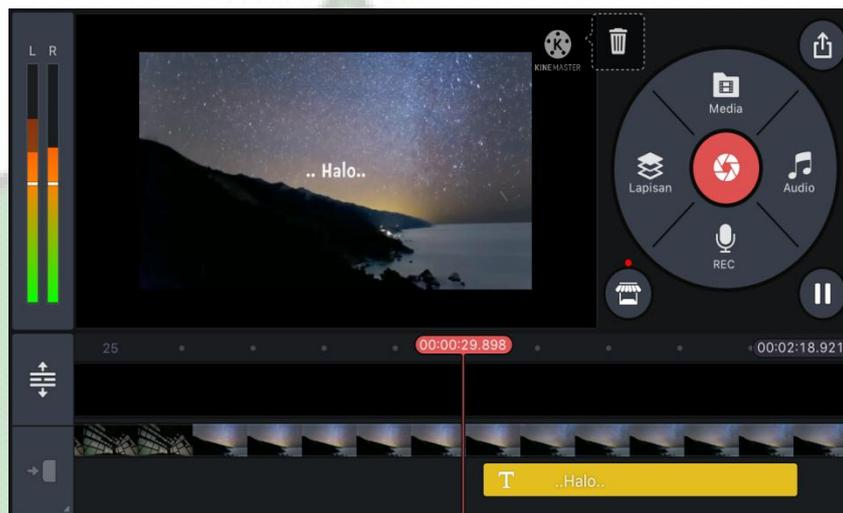 L R
KINEMASTER
.. Halo..
Media
Lapisan
Audio
REC
25
00:00:29.898
00:02:18.921
T ..Halo..